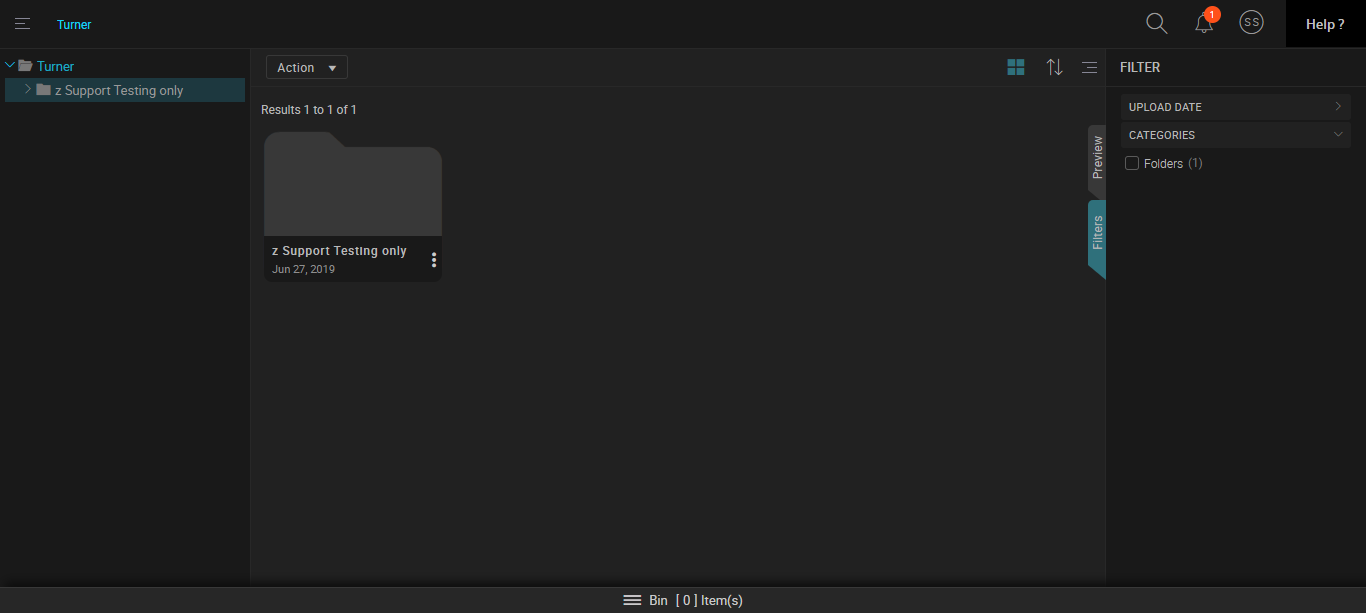 Turner
1
SS
Help ?
Turner
z Support Testing only
Action
FILTER
Results 1 to 1 of 1
UPLOAD DATE
CATEGORIES
Folders (1)
Preview
Filters
z Support Testing only
Jun 27, 2019
Bin [ 0 ] Item(s)